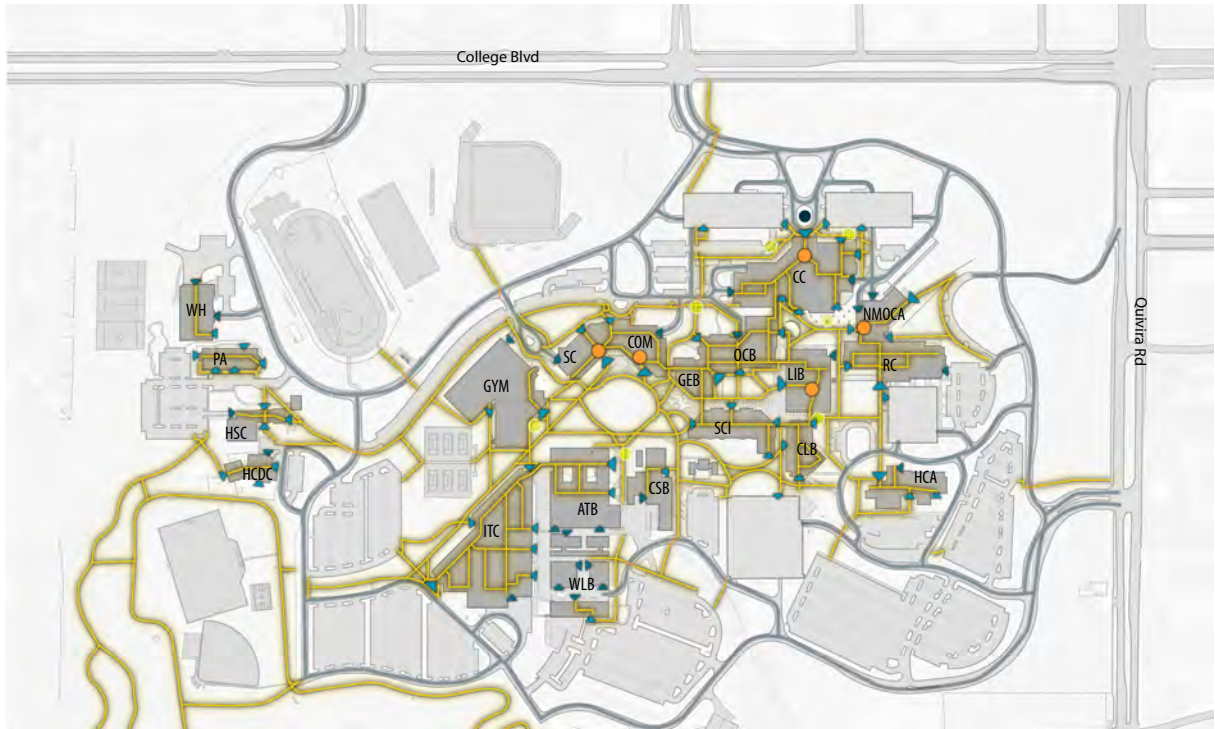 College Blvd
Quivira Rd
CC
WH
NMOCA
PA
SC
COM
OCB
RC
GYM
GEB
LIB
HSC
SCI
CLB
HCDC
HCA
CSB
ATB
ITC
WLB